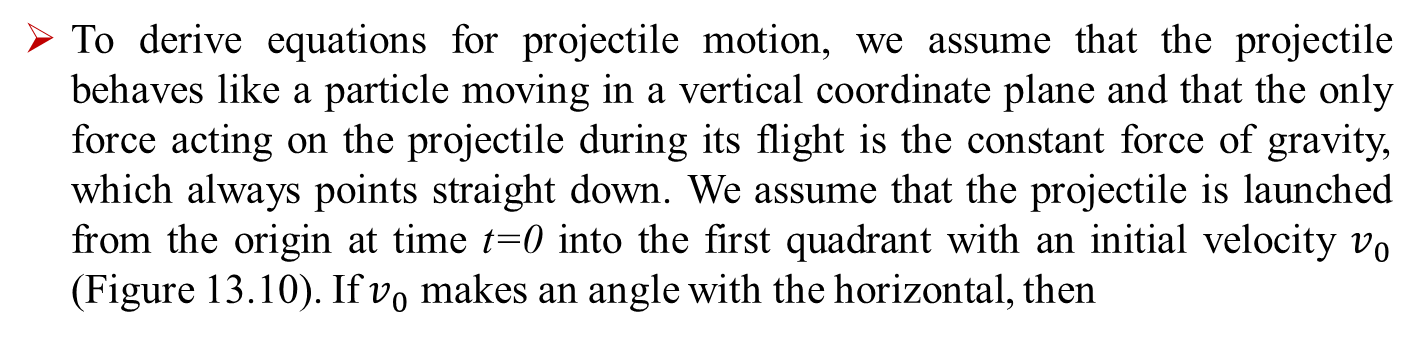 ➢ To derive equations for projectile motion, we assume that the projectile
behaves like a particle moving in a vertical coordinate plane and that the only
force acting on the projectile during its flight is the constant force of gravity,
which always points straight down. We assume that the projectile is launched
from the origin at time t=0 into the first quadrant with an initial velocity v₀
(Figure 13.10). If v₀ makes an angle with the horizontal, then